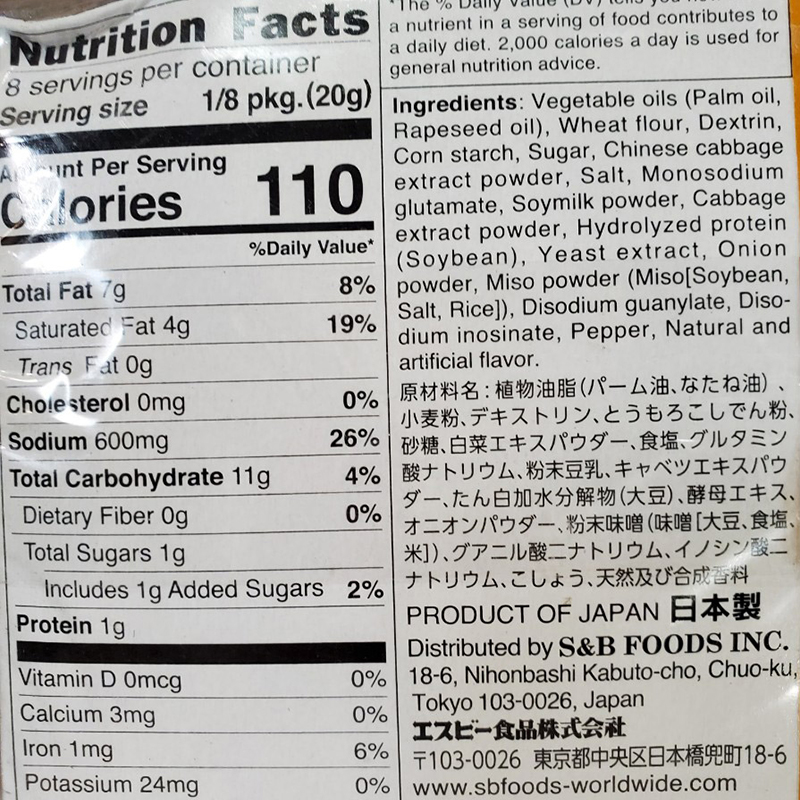 Nutrition Facts
8 servings per container
Serving size 1/8 pkg.(20g)
Amount Per Serving
Calories 110
%Daily Value*
Total Fat 7g 8%
Saturated Fat 4g 19%
Trans Fat 0g
Cholesterol 0mg 0%
Sodium 600mg 26%
Total Carbohydrate 11g 4%
Dietary Fiber 0g 0%
Total Sugars 1g
Includes 1g Added Sugars 2%
Protein 1g
Vitamin D 0mcg 0%
Calcium 3mg 0%
Iron 1mg 6%
Potassium 24mg 0%
*The % Daily Value (DV) tells you
a nutrient in a serving of food contributes to
a daily diet. 2,000 calories a day is used for
general nutrition advice.
Ingredients: Vegetable oils (Palm oil,
Rapeseed oil), Wheat flour, Dextrin,
Corn starch, Sugar, Chinese cabbage
extract powder, Salt, Monosodium
glutamate, Soymilk powder, Cabbage
extract powder, Hydrolyzed protein
(Soybean), Yeast extract, Onion
powder, Miso powder (Miso[Soybean,
Salt, Rice]), Disodium guanylate, Diso-
dium inosinate, Pepper, Natural and
artificial flavor.
原材料名:植物油脂(パーム油、なたね油)、
小麦粉、デキストリン、とうもろこしでん粉、
砂糖、白菜エキスパウダー、食塩、グルタミン
酸ナトリウム、粉末豆乳、キャベツエキスパウ
ダー、たん白加水分解物(大豆)、酵母エキス、
オニオンパウダー、粉末味噌(味噌[大豆、食塩、
米])、グアニル酸二ナトリウム、イノシン酸二
ナトリウム、こしょう、天然及び合成香料
PRODUCT OF JAPAN 日本製
Distributed by S&B FOODS INC.
18-6, Nihonbashi Kabuto-cho, Chuo-ku,
Tokyo 103-0026, Japan
エスビー食品株式会社
〒103-0026 東京都中央区日本橋兜町18-6
www.sbfoods-worldwide.com